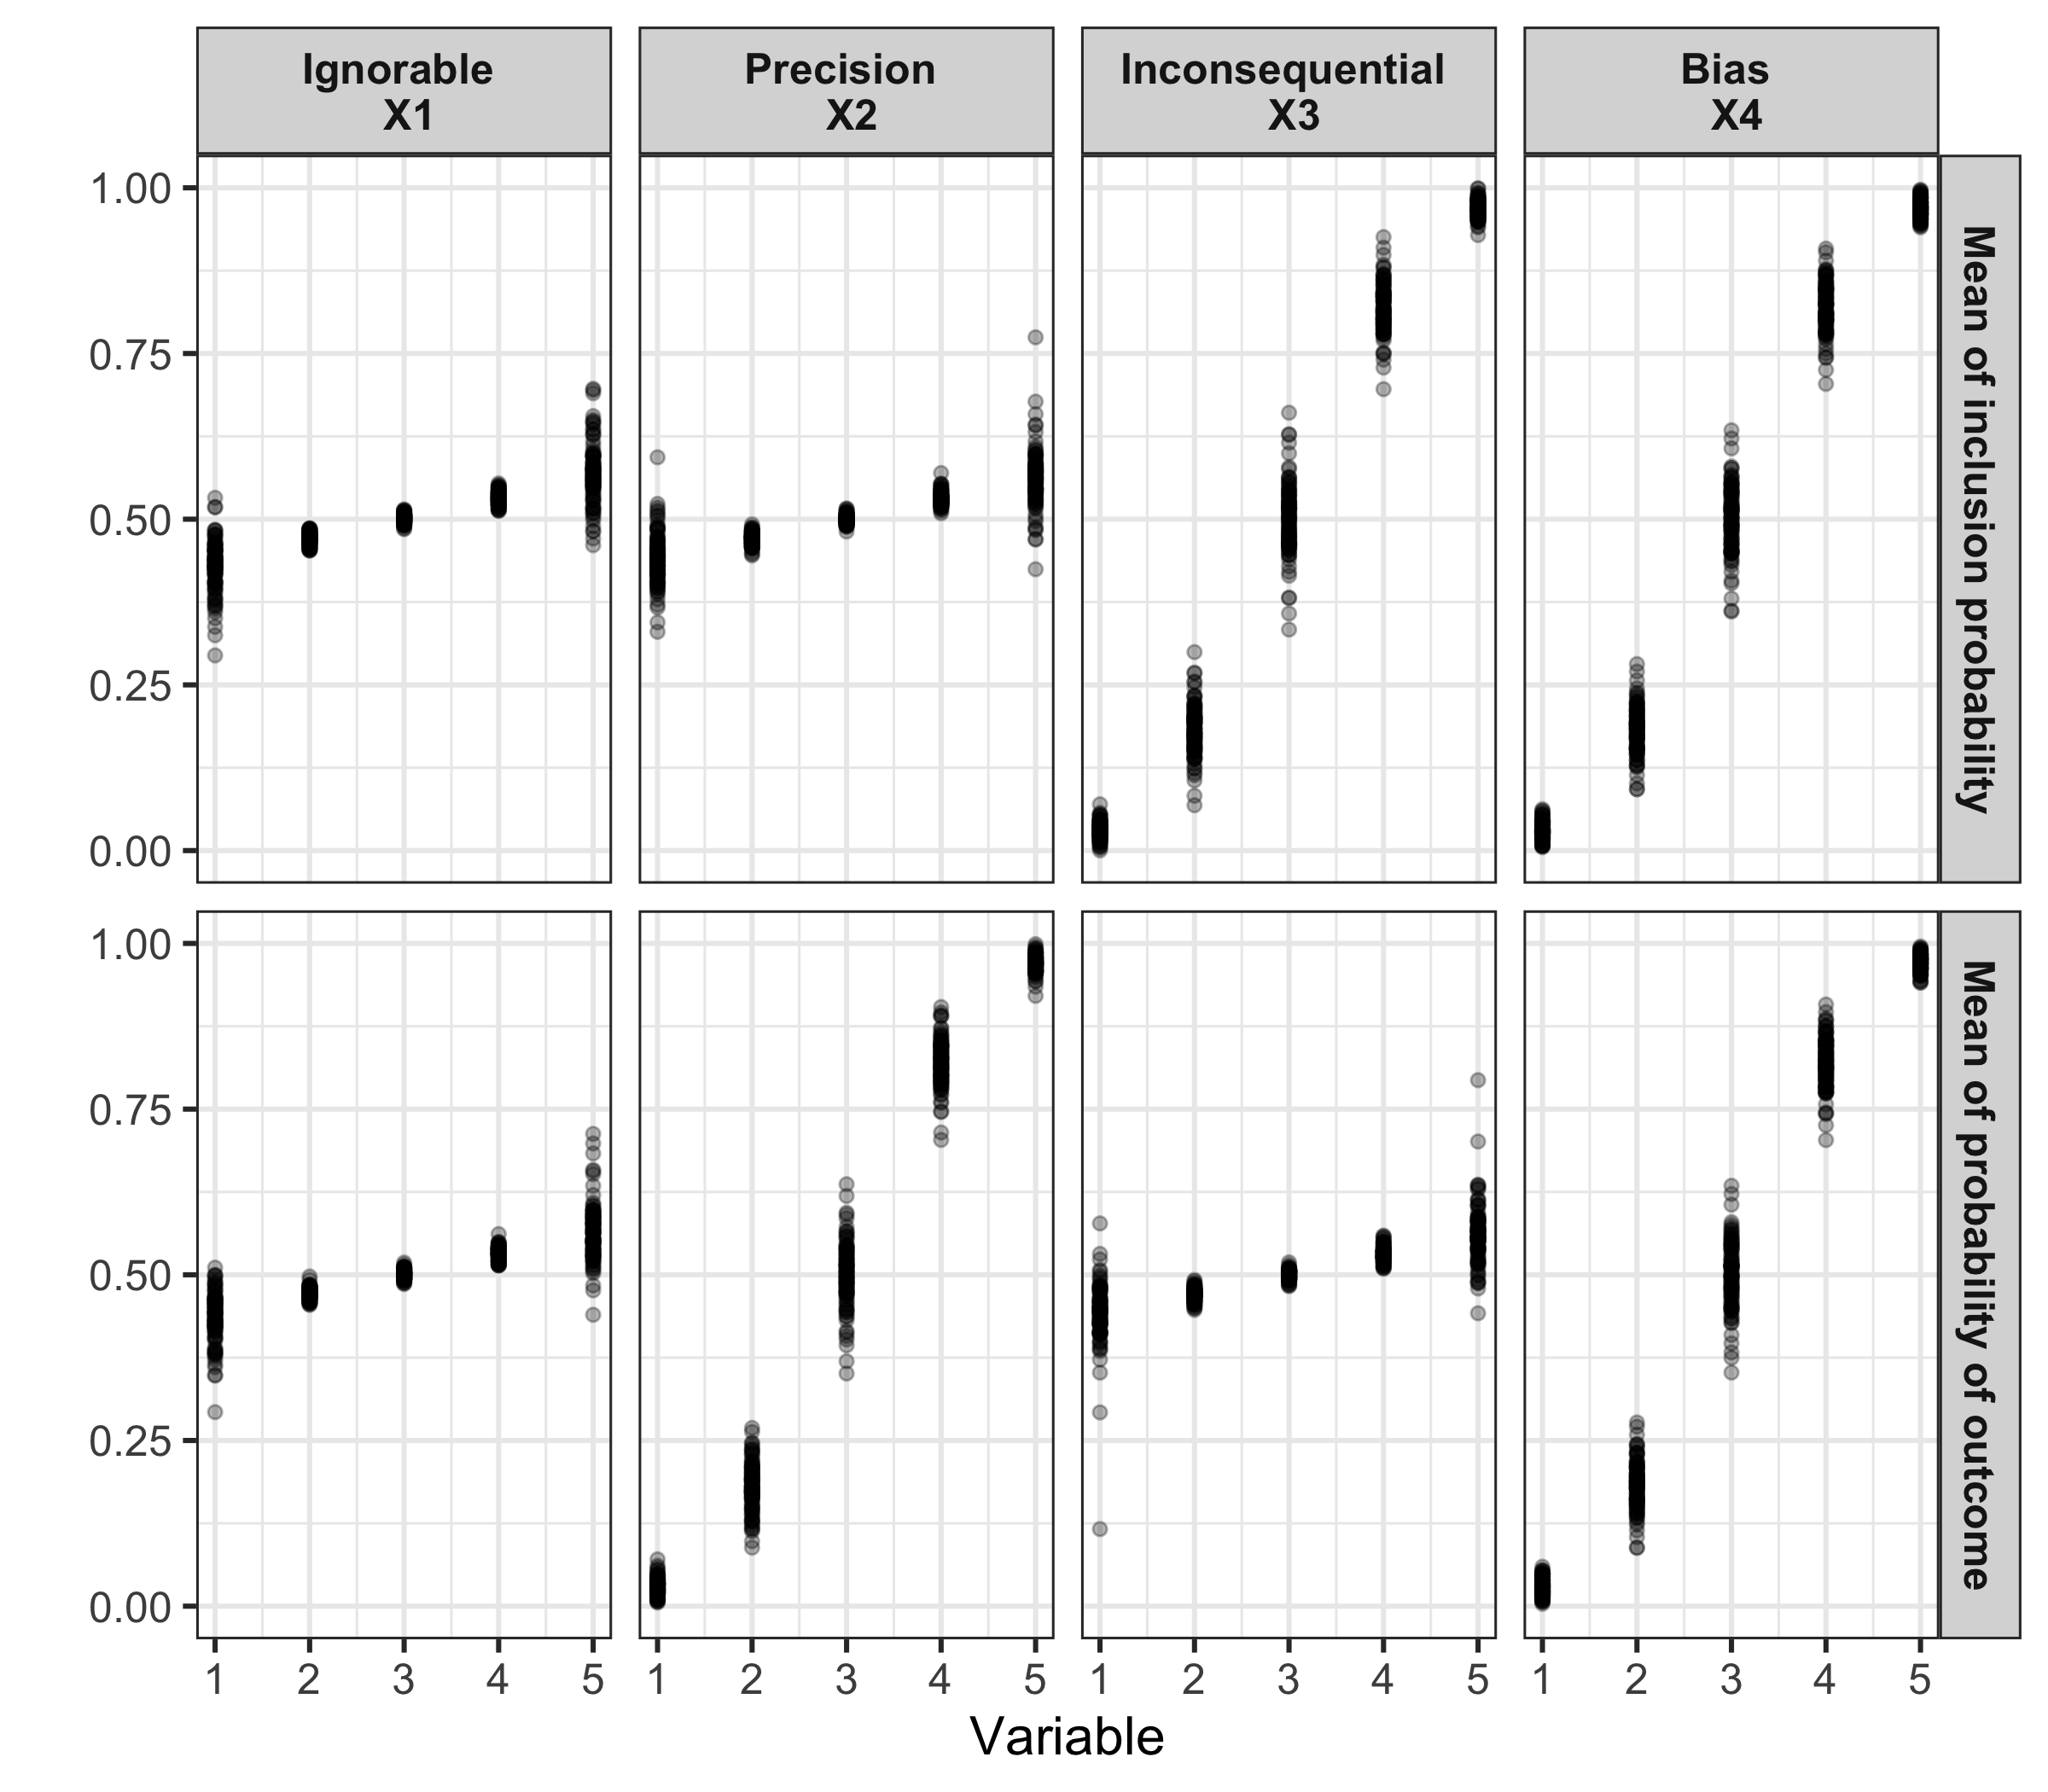 Ignorable
X1
Precision
X2
Inconsequential
X3
Bias
X4
1.00
0.75
0.50
0.25
0.00
Mean of inclusion probability
1.00
0.75
0.50
0.25
0.00
Mean of probability of outcome
1 2 3 4 5
1 2 3 4 5
1 2 3 4 5
1 2 3 4 5
Variable